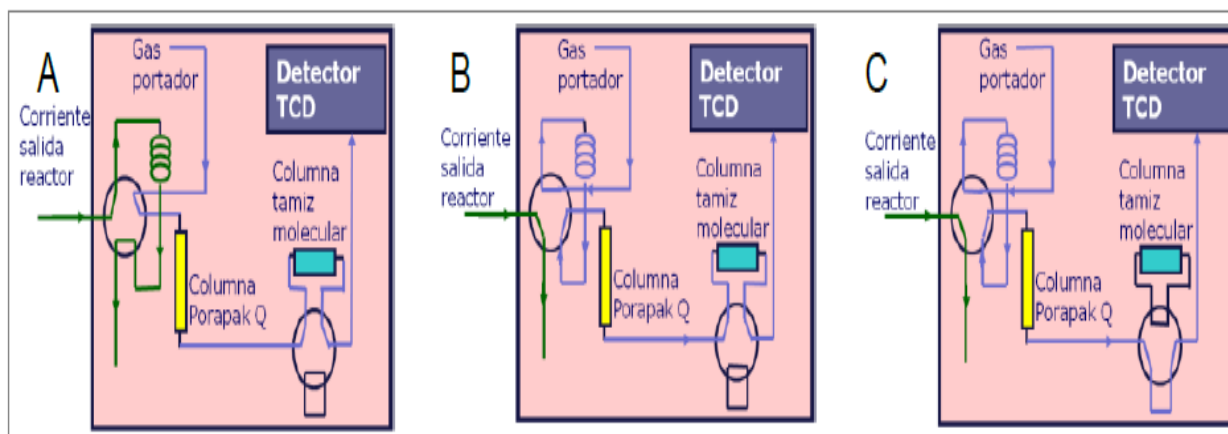 A
Gas
portador
Detector
TCD
Corriente
salida
reactor
Columna
tamiz
molecular
Columna
Porapak Q
B
Gas
portador
Detector
TCD
Corriente
salida
reactor
Columna
tamiz
molecular
Columna
Porapak Q
C
Gas
portador
Detector
TCD
Corriente
salida
reactor
Columna
tamiz
molecular
Columna
Porapak Q